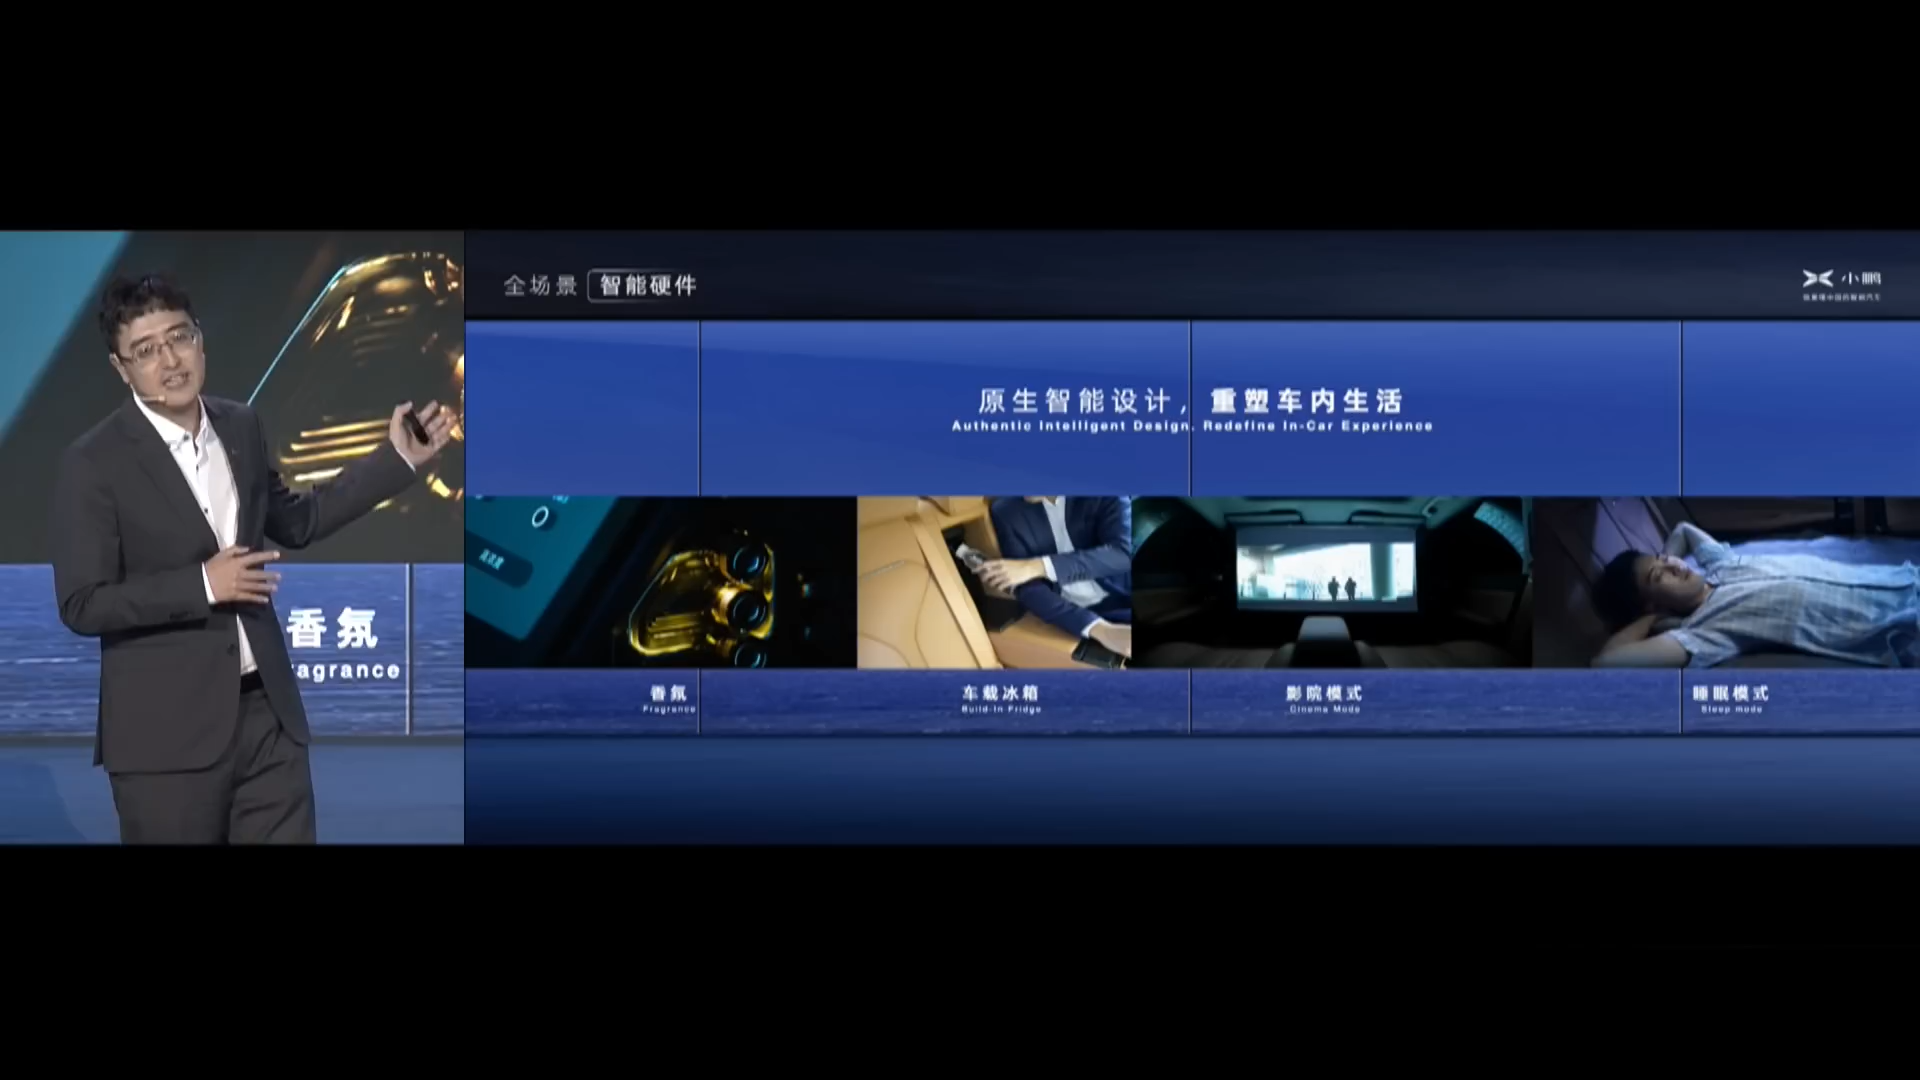 全场景 智能硬件
小鹏
原生智能设计，重塑车内生活
Authentic Intelligent Design, Redefine In-Car Experience
香氛
agrance
香氛
Fragrance
车载冰箱
Build-In Fridge
影院模式
Cinema Mode
睡眠模式
Sleep mode